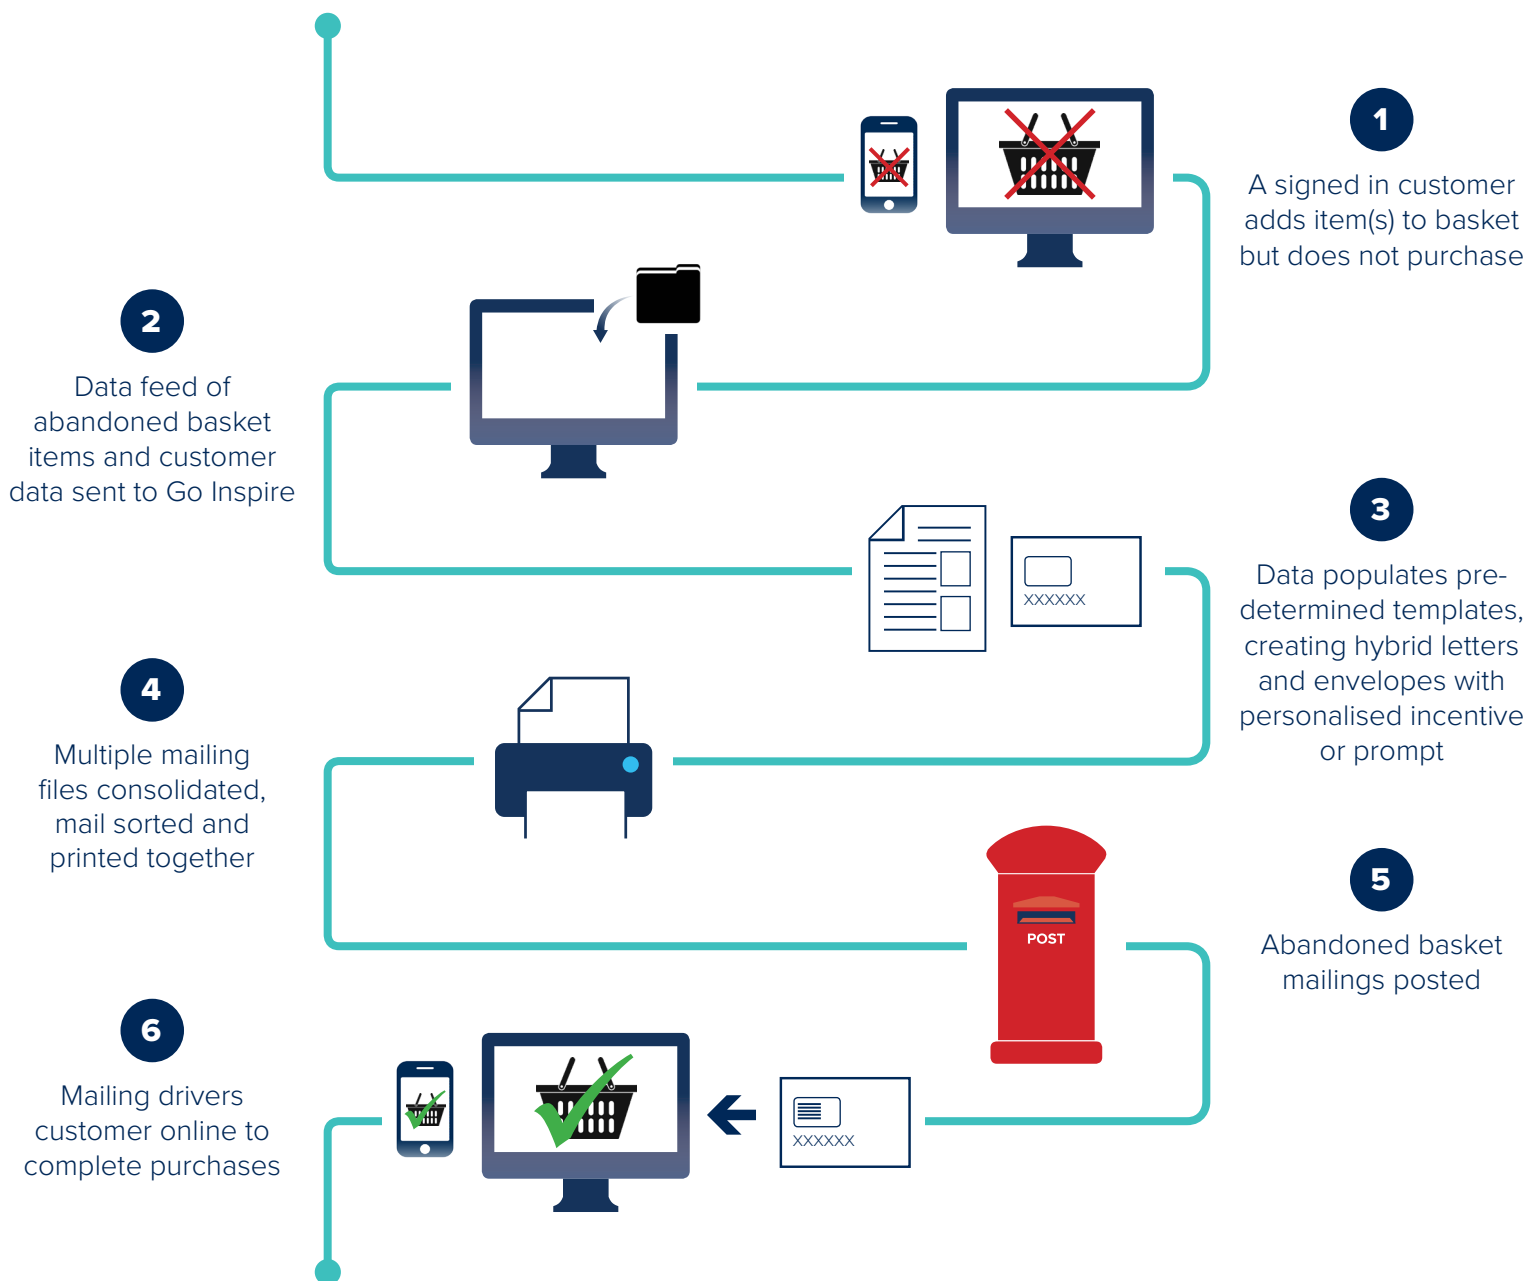 1
A signed in customer
adds item(s) to basket
but does not purchase
2
Data feed of
abandoned basket
items and customer
data sent to Go Inspire
3
Data populates pre-
determined templates,
creating hybrid letters
and envelopes with
personalised incentive
or prompt
XXXXXX
4
Multiple mailing
files consolidated,
mail sorted and
printed together
5
Abandoned basket
mailings posted
POST
6
Mailing drivers
customer online to
complete purchases
XXXXXX